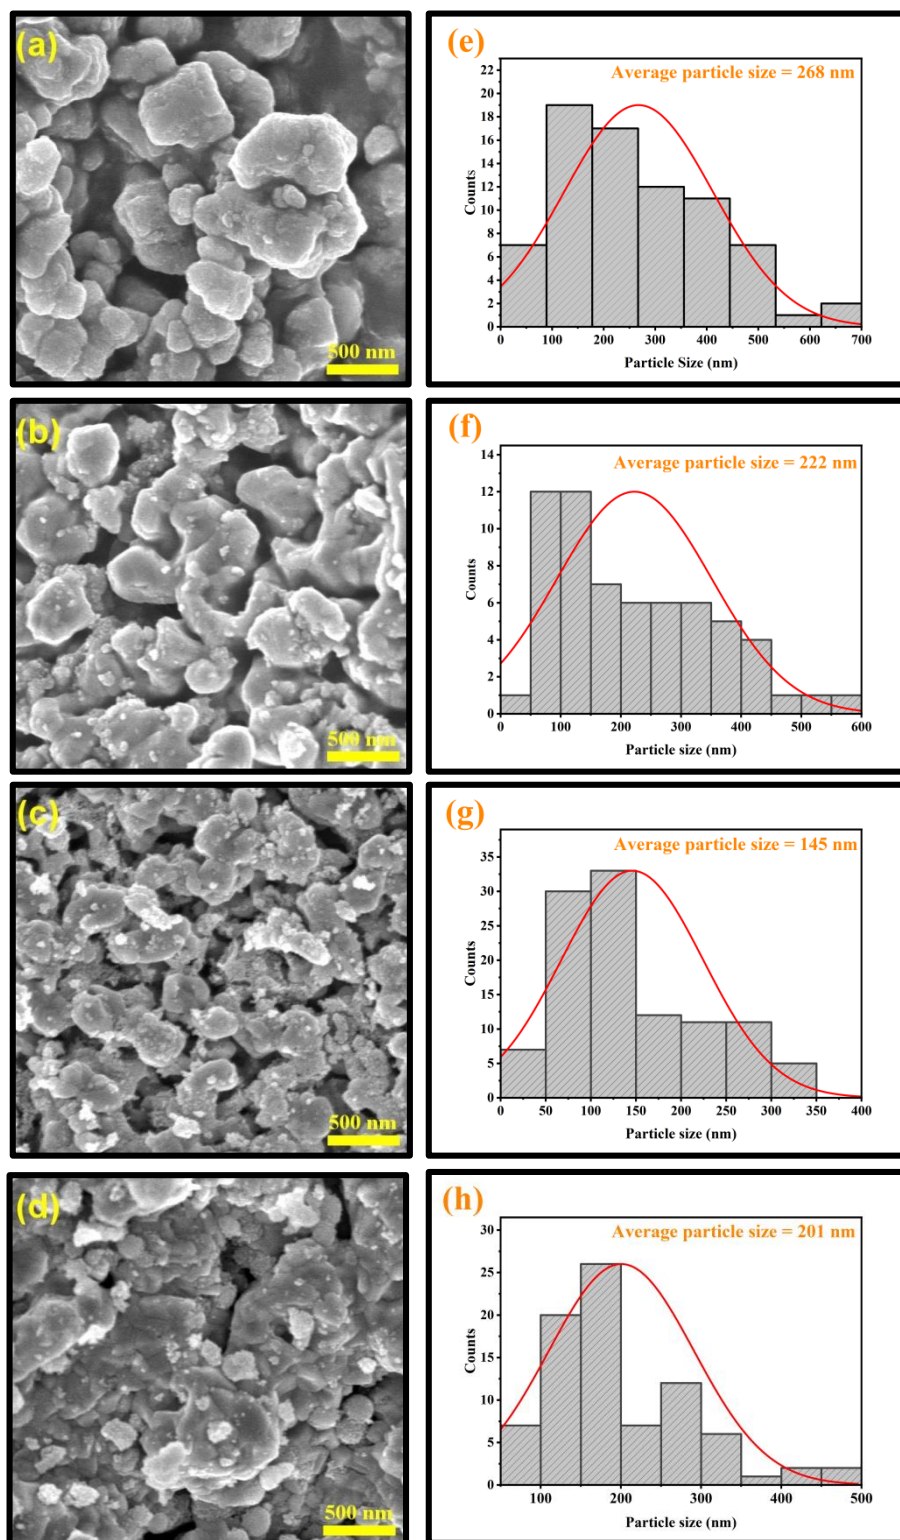 (a)
500 nm
(e)
Average particle size = 268 nm
Counts
22
20
18
16
14
12
10
8
6
4
2
0
0 100 200 300 400 500 600 700
Particle Size (nm)
(b)
500 nm
(f)
Average particle size = 222 nm
Counts
14
12
10
8
6
4
2
0
0 100 200 300 400 500 600
Particle size (nm)
(c)
500 nm
(g)
Average particle size = 145 nm
Counts
35
30
25
20
15
10
5
0
0 50 100 150 200 250 300 350 400
Particle size (nm)
(d)
500 nm
(h)
Average particle size = 201 nm
Counts
30
25
20
15
10
5
0
100 200 300 400 500
Particle size (nm)